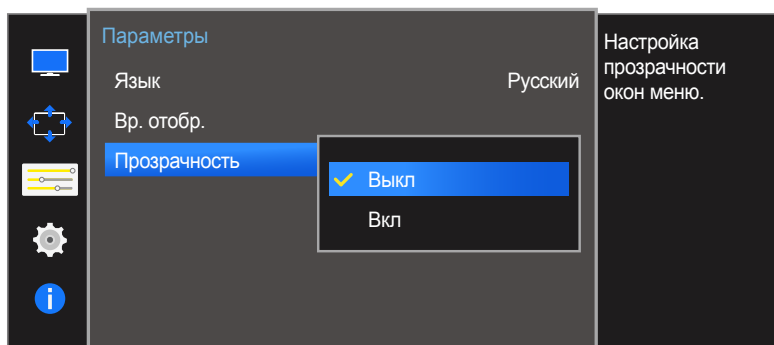 Параметры
Язык Русский
Вр. отобр.
Прозрачность
Выкл
Вкл
Настройка
прозрачности
окон меню.